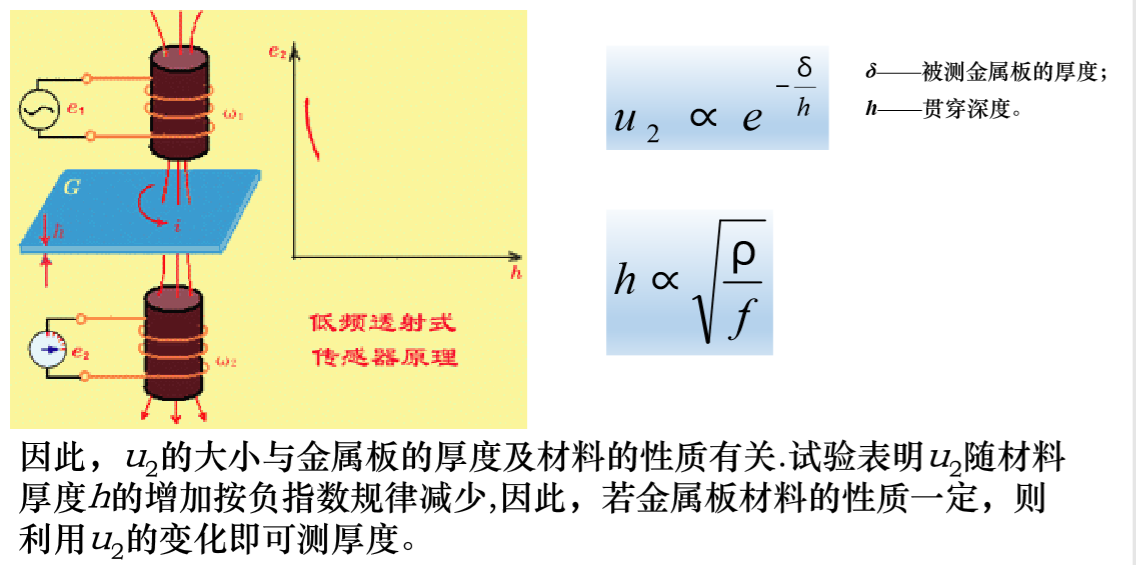 e₂
e₁
ω₁
G
i
h
h
e₂
ω₂
低频透射式
传感器原理
u₂ ∝ e^(-δ/h)
δ——被测金属板的厚度；
h——贯穿深度。
h ∝ √(ρ/f)
因此，u₂的大小与金属板的厚度及材料的性质有关.试验表明u₂随材料
厚度h的增加按负指数规律减少,因此，若金属板材料的性质一定，则
利用u₂的变化即可测厚度。